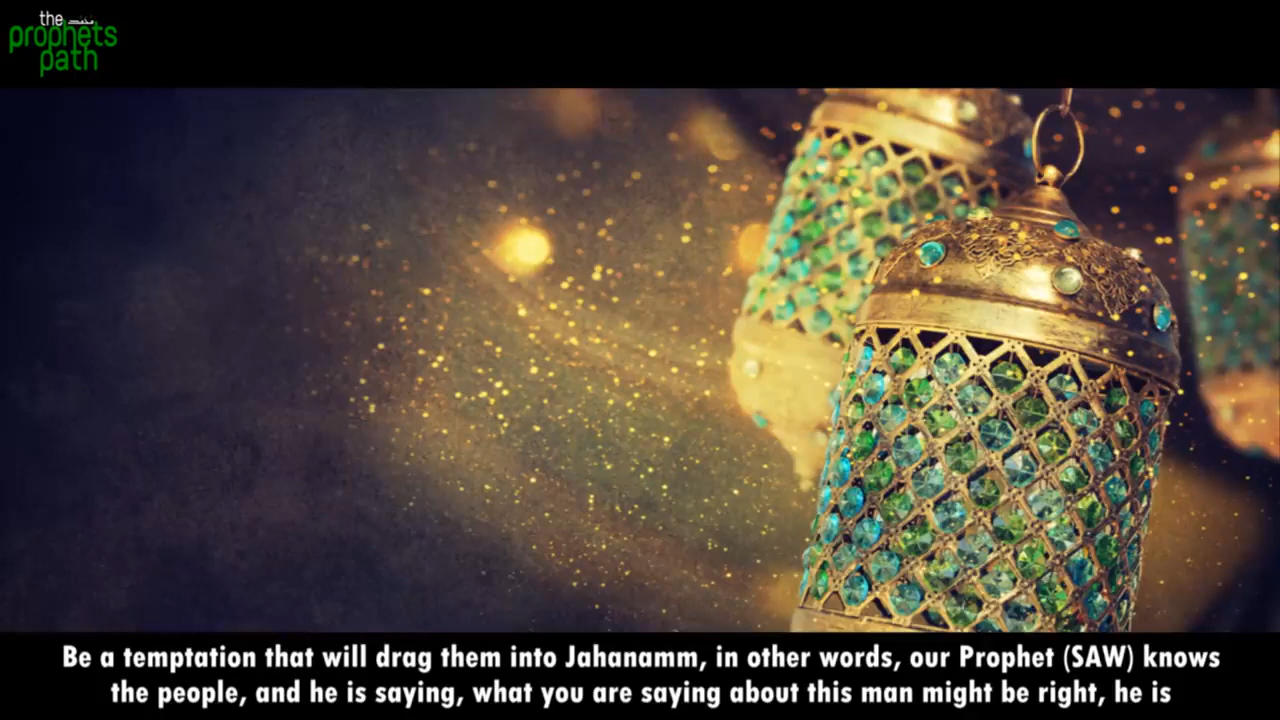 the
prophets
path
Be a temptation that will drag them into Jahanamm, in other words, our Prophet (SAW) knows
the people, and he is saying, what you are saying about this man might be right, he is